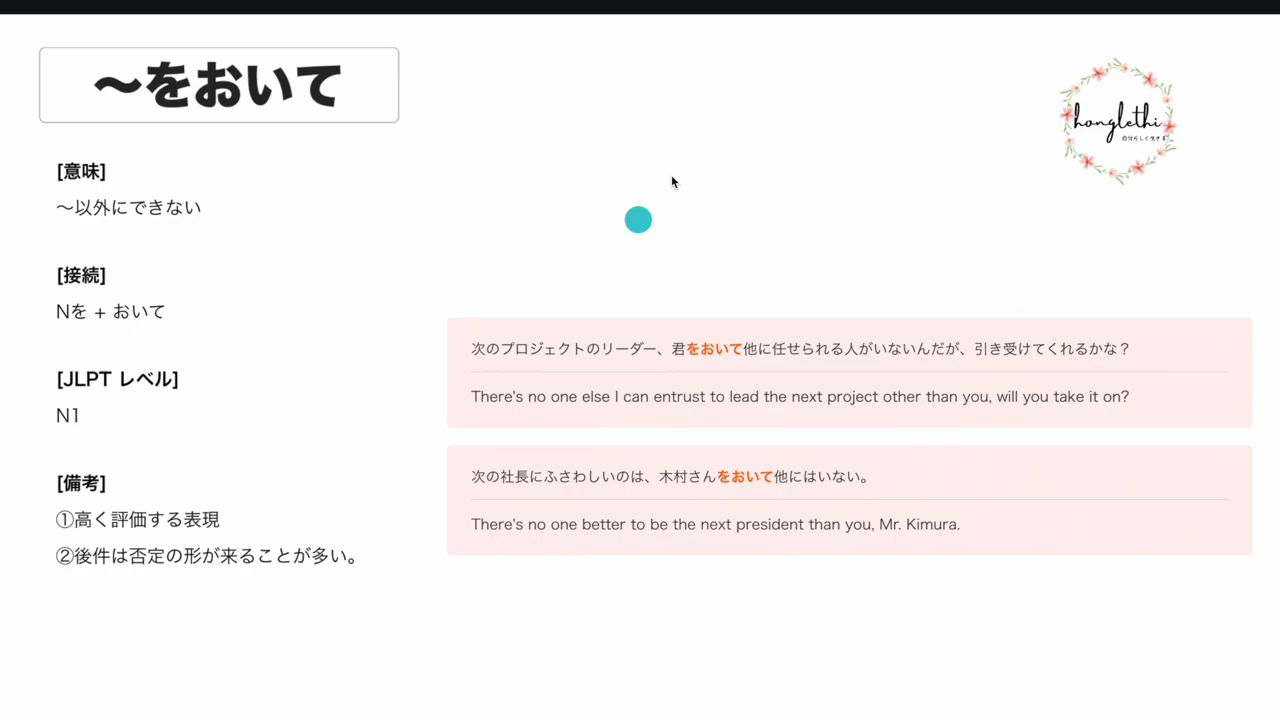 〜をおいて
honglethi
自分らしく生きる
[意味]
〜以外にできない
[接続]
Nを + おいて
[JLPT レベル]
N1
[備考]
①高く評価する表現
②後件は否定の形が来ることが多い。
次のプロジェクトのリーダー、君をおいて他に任せられる人がいないんだが、引き受けてくれるかな？
There's no one else I can entrust to lead the next project other than you, will you take it on?
次の社長にふさわしいのは、木村さんをおいて他にはいない。
There's no one better to be the next president than you, Mr. Kimura.